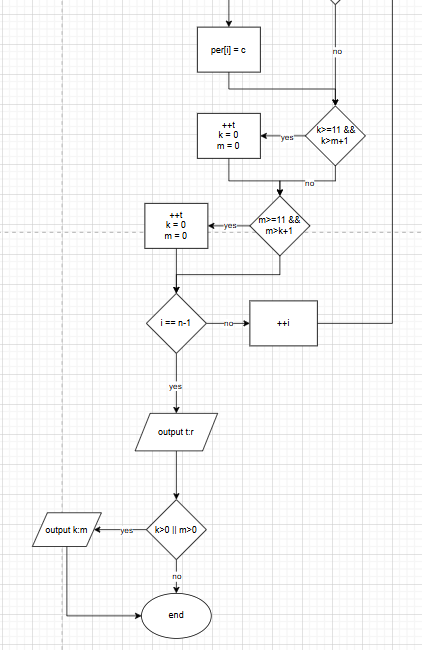 per[i] = c
no
++t
k = 0
m = 0
yes
k>=11 &&
k>m+1
no
++t
k = 0
m = 0
yes
m>=11 &&
m>k+1
i == n-1
no
++i
yes
output t:r
output k:m
yes
k>0 || m>0
no
end